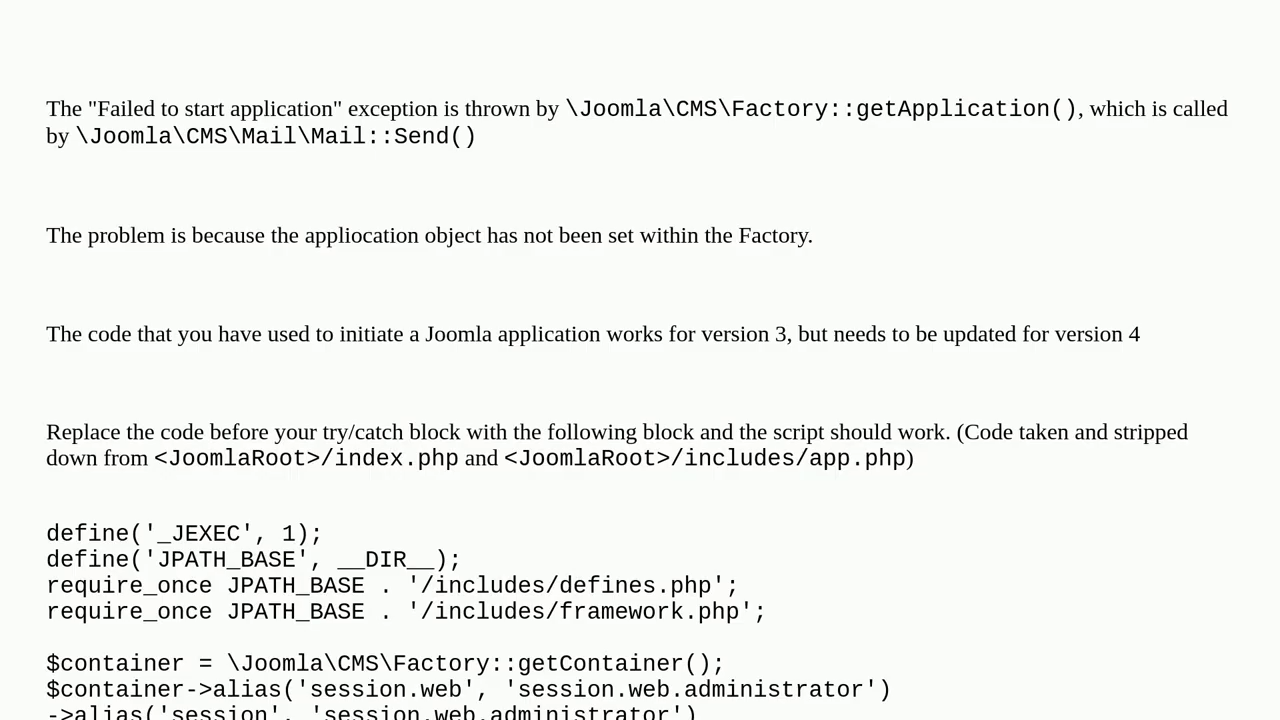 The "Failed to start application" exception is thrown by \Joomla\CMS\Factory::getApplication(), which is called
by \Joomla\CMS\Mail\Mail::Send()
The problem is because the appliocation object has not been set within the Factory.
The code that you have used to initiate a Joomla application works for version 3, but needs to be updated for version 4
Replace the code before your try/catch block with the following block and the script should work. (Code taken and stripped
down from <JoomlaRoot>/index.php and <JoomlaRoot>/includes/app.php)
define('_JEXEC', 1);
define('JPATH_BASE', __DIR__);
require_once JPATH_BASE . '/includes/defines.php';
require_once JPATH_BASE . '/includes/framework.php';
$container = \Joomla\CMS\Factory::getContainer();
$container->alias('session.web', 'session.web.administrator')
->alias('session', 'session.web.administrator')